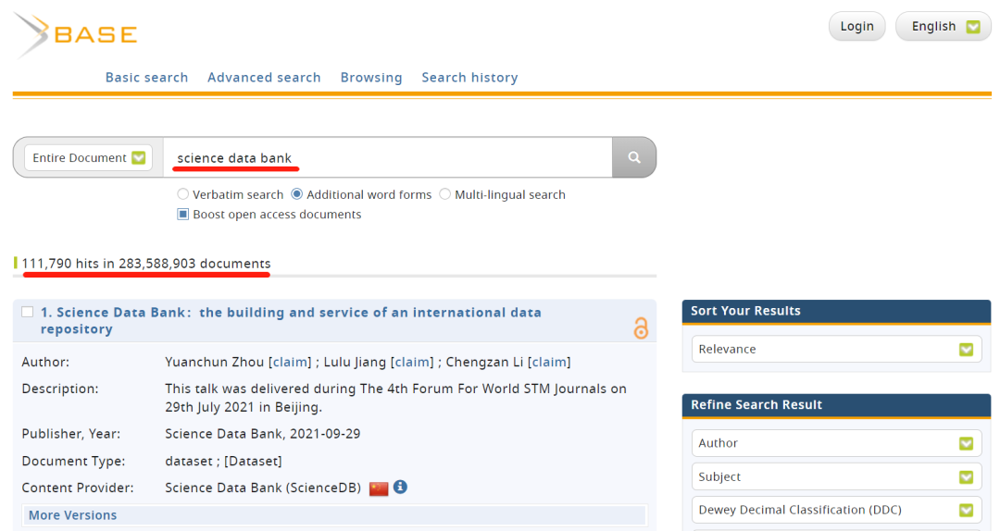 BASE
Login
English
Basic search Advanced search Browsing Search history
Entire Document science data bank
Verbatim search Additional word forms Multi-lingual search
Boost open access documents
111,790 hits in 283,588,903 documents
1. Science Data Bank： the building and service of an international data
repository
Author: Yuanchun Zhou [claim] ; Lulu Jiang [claim] ; Chengzan Li [claim]
Description: This talk was delivered during The 4th Forum For World STM Journals on
29th July 2021 in Beijing.
Publisher, Year: Science Data Bank, 2021-09-29
Document Type: dataset ; [Dataset]
Content Provider: Science Data Bank (ScienceDB)
More Versions
Sort Your Results
Relevance
Refine Search Result
Author
Subject
Dewey Decimal Classification (DDC)